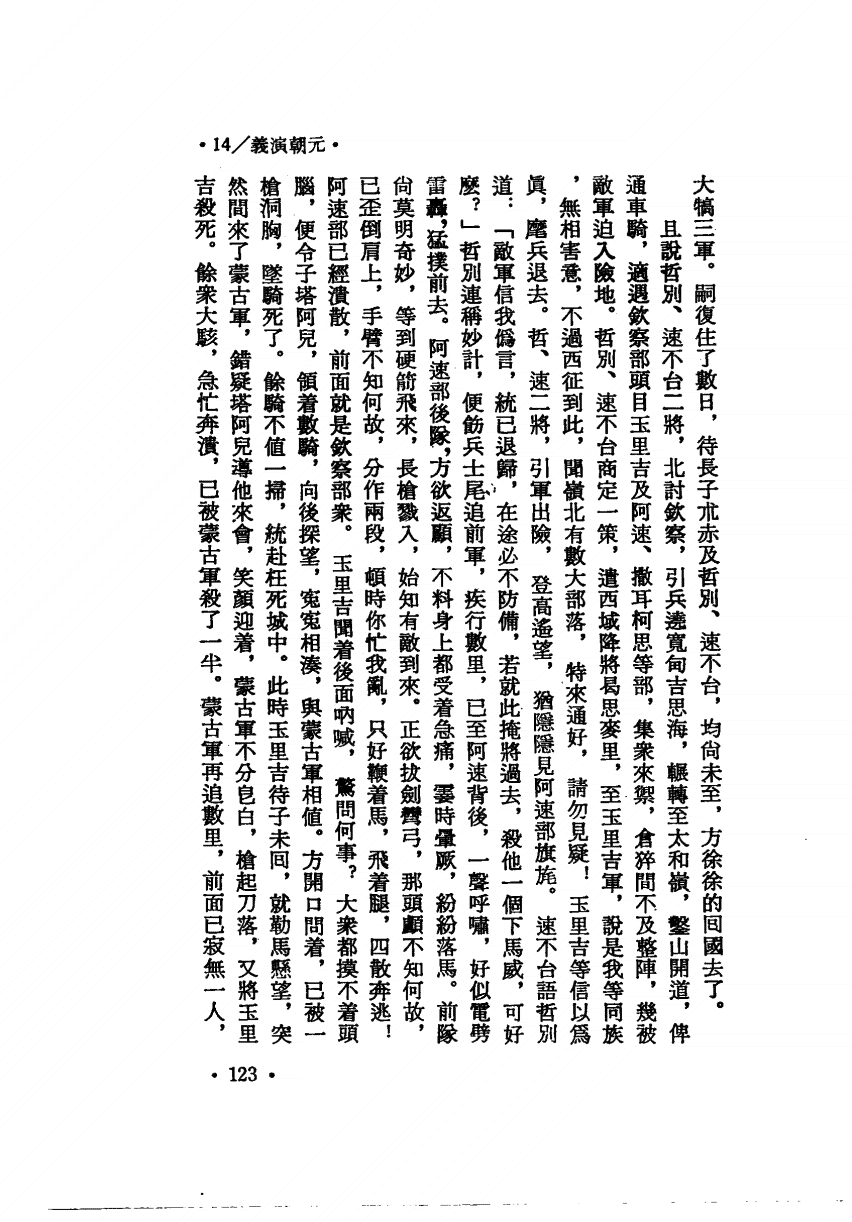 ·14／義演朝元·
大犒三軍。嗣復住了數日，待長子朮赤及哲別、速不台，均尙未至，方徐徐的回國去了。
且說哲別、速不台二將，北討欽察，引兵遶寬甸吉思海，輾轉至太和嶺，鑿山開道，俾
通車騎，適遇欽察部頭目玉里吉及阿速、撒耳柯思等部，集衆來禦，倉猝間不及整陣，幾被
敵軍迫入險地。哲別、速不台商定一策，遣西域降將曷思麥里，至玉里吉軍，說是我等同族
，無相害意，不過西征到此，聞嶺北有數大部落，特來通好，請勿見疑！玉里吉等信以爲
眞，麾兵退去。哲、速二將，引軍出險，登高遙望，猶隱隱見阿速部旗旄。速不台語哲別
道：「敵軍信我僞言，統已退歸，在途必不防備，若就此掩將過去，殺他一個下馬威，可好
麼？」哲別連稱妙計，便飭兵士尾追前軍，疾行數里，已至阿速背後，一聲呼嘯，好似電劈
雷轟，猛撲前去。阿速部後隊，方欲返顧，不料身上都受着急痛，霎時暈厥，紛紛落馬。前隊
尙莫明奇妙，等到硬箭飛來，長槍戮入，始知有敵到來。正欲拔劍彎弓，那頭顱不知何故，
已歪倒肩上，手臂不知何故，分作兩段，頓時你忙我亂，只好鞭着馬，飛着腿，四散奔逃！
阿速部已經潰散，前面就是欽察部衆。玉里吉聞着後面吶喊，驚問何事？大衆都摸不着頭
腦，便令子塔阿兒，領着數騎，向後探望，寃寃相湊，與蒙古軍相値。方開口問着，已被一
槍洞胸，墜騎死了。餘騎不值一掃，統赴枉死城中。此時玉里吉待子未回，就勒馬懸望，突
然間來了蒙古軍，錯疑塔阿兒導他來會，笑顏迎着，蒙古軍不分皂白，槍起刀落，又將玉里
吉殺死。餘衆大駭，急忙奔潰，已被蒙古軍殺了一半。蒙古軍再追數里，前面已寂無一人，
·123·